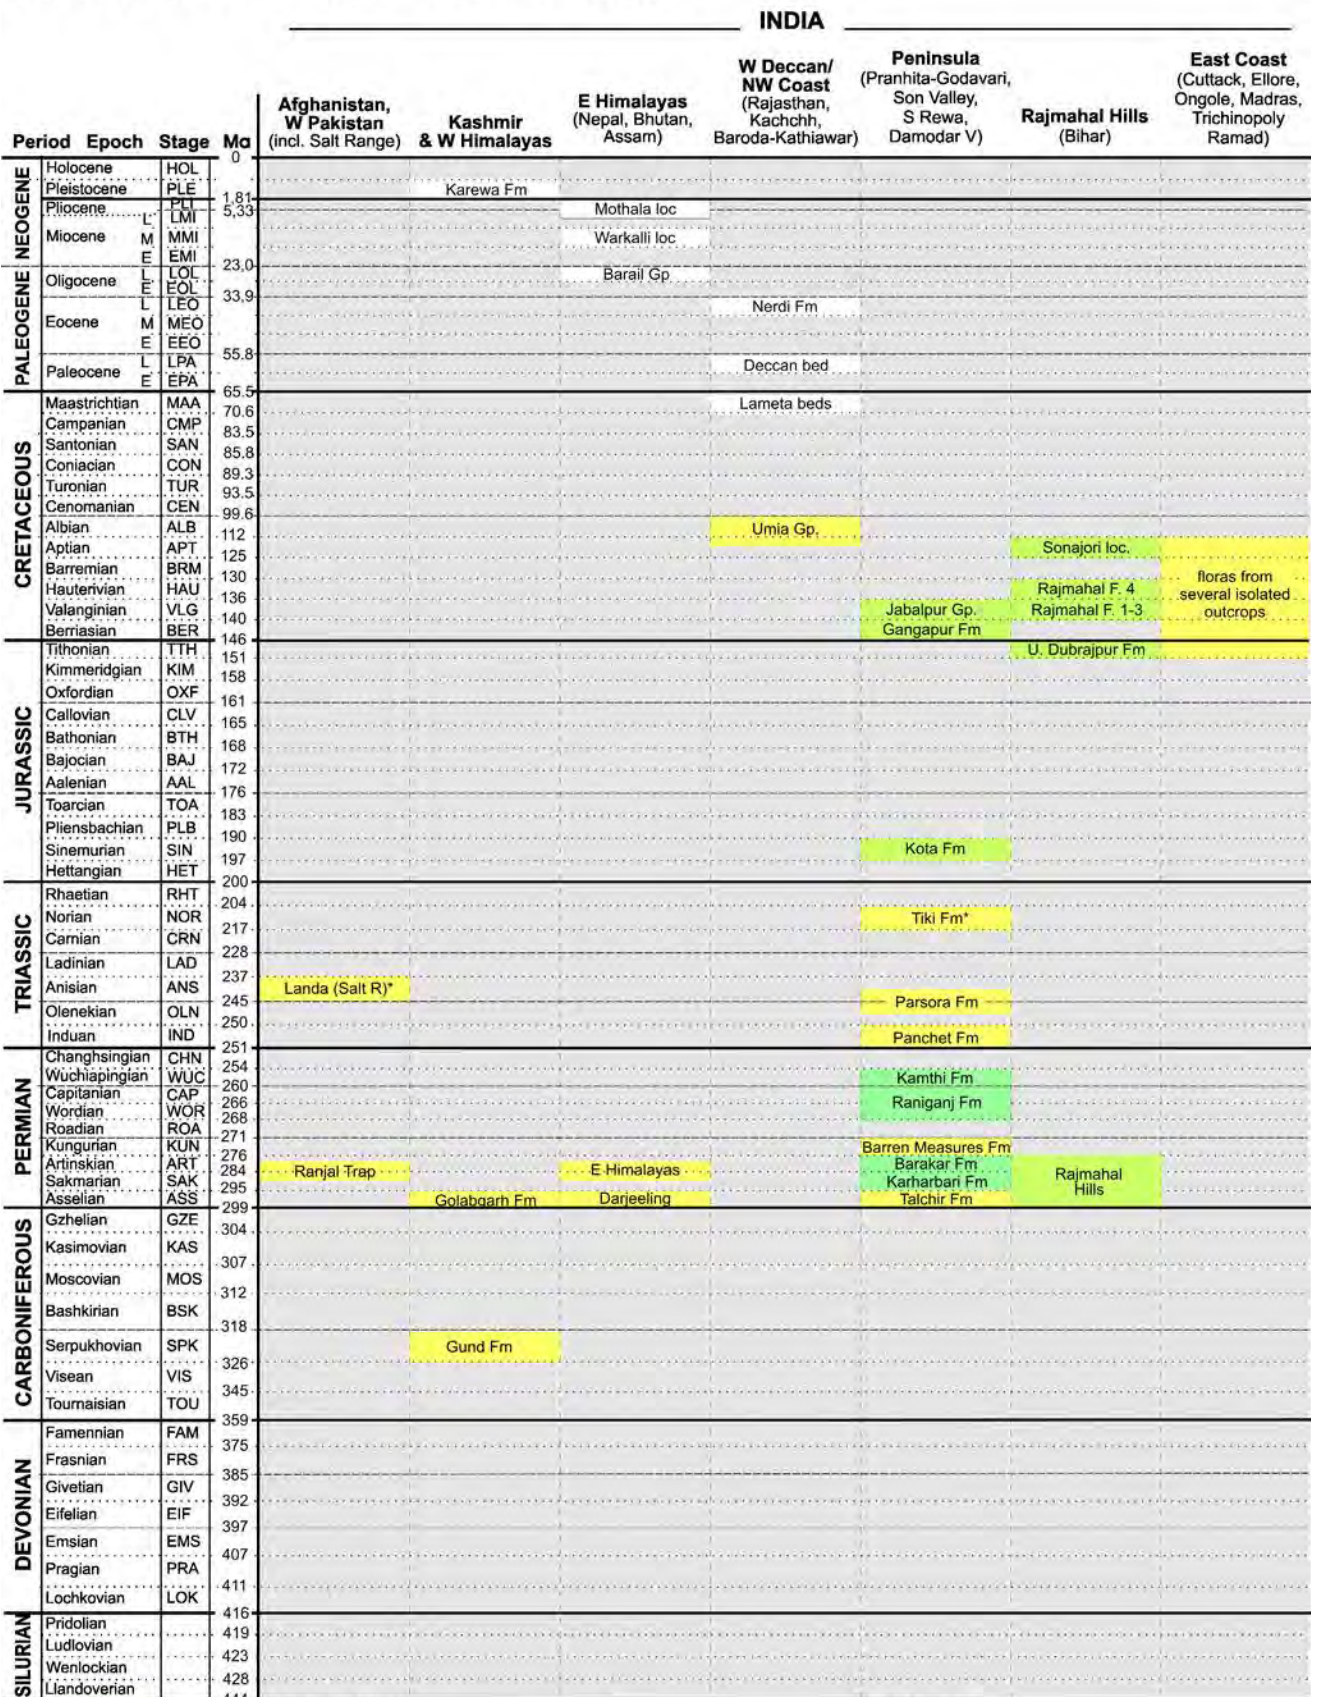 INDIA
Afghanistan,
W Pakistan
(incl. Salt Range)
Kashmir
& W Himalayas
E Himalayas
(Nepal, Bhutan,
Assam)
W Deccan/
NW Coast
(Rajasthan,
Kachchh,
Baroda-Kathiawar)
Peninsula
(Pranhita-Godavari,
Son Valley,
S Rewa,
Damodar V)
Rajmahal Hills
(Bihar)
East Coast
(Cuttack, Ellore,
Ongole, Madras,
Trichinopoly
Ramad)
Period Epoch Stage Ma
0
NEOGENE
Holocene HOL
Pleistocene PLE Karewa Fm
1.81
Pliocene PLI Mothala loc
5,33
L LMI
Miocene M MMI Warkalli loc
E EMI
23.0
PALEOGENE
Oligocene L LOL Barail Gp
E EOL
33.9
L LEO Nerdi Fm
Eocene M MEO
E EEO
55.8
Paleocene L LPA Deccan bed
E EPA
65.5
CRETACEOUS
Maastrichtian MAA Lameta beds
70.6
Campanian CMP
83.5
Santonian SAN
85.8
Coniacian CON
89.3
Turonian TUR
93.5
Cenomanian CEN
99.6
Albian ALB Umia Gp.
112
Aptian APT Sonajori loc.
125
Barremian BRM
130
floras from
several isolated
outcrops
Hauterivian HAU Rajmahal F. 4
136
Valanginian VLG Jabalpur Gp. Rajmahal F. 1-3
140
Berriasian BER Gangapur Fm
146
JURASSIC
Tithonian TTH U. Dubrajpur Fm
151
Kimmeridgian KIM
158
Oxfordian OXF
161
Callovian CLV
165
Bathonian BTH
168
Bajocian BAJ
172
Aalenian AAL
176
Toarcian TOA
183
Pliensbachian PLB
190
Sinemurian SIN Kota Fm
197
Hettangian HET
200
TRIASSIC
Rhaetian RHT
204
Norian NOR Tiki Fm*
217
Carnian CRN
228
Ladinian LAD
237
Anisian ANS Landa (Salt R)*
245
Parsora Fm
Olenekian OLN
250
Induan IND Panchet Fm
251
PERMIAN
Changhsingian CHN
254
Wuchiapingian WUC Kamthi Fm
260
Capitanian CAP
266
Raniganj Fm
Wordian WOR
268
Roadian ROA
271
Kungurian KUN Barren Measures Fm
276
Artinskian ART Barakar Fm
284
Ranjal Trap E Himalayas
Rajmahal
Hills
Sakmarian SAK Karharbari Fm
295
Asselian ASS Golabgarh Fm Darjeeling Talchir Fm
299
CARBONIFEROUS
Gzhelian GZE
304
Kasimovian KAS
307
Moscovian MOS
312
Bashkirian BSK
318
Serpukhovian SPK Gund Fm
326
Visean VIS
345
Tournaisian TOU
359
DEVONIAN
Famennian FAM
375
Frasnian FRS
385
Givetian GIV
392
Eifelian EIF
397
Emsian EMS
407
Pragian PRA
411
Lochkovian LOK
416
SILURIAN
Pridolian
419
Ludlovian
423
Wenlockian
428
Llandoverian